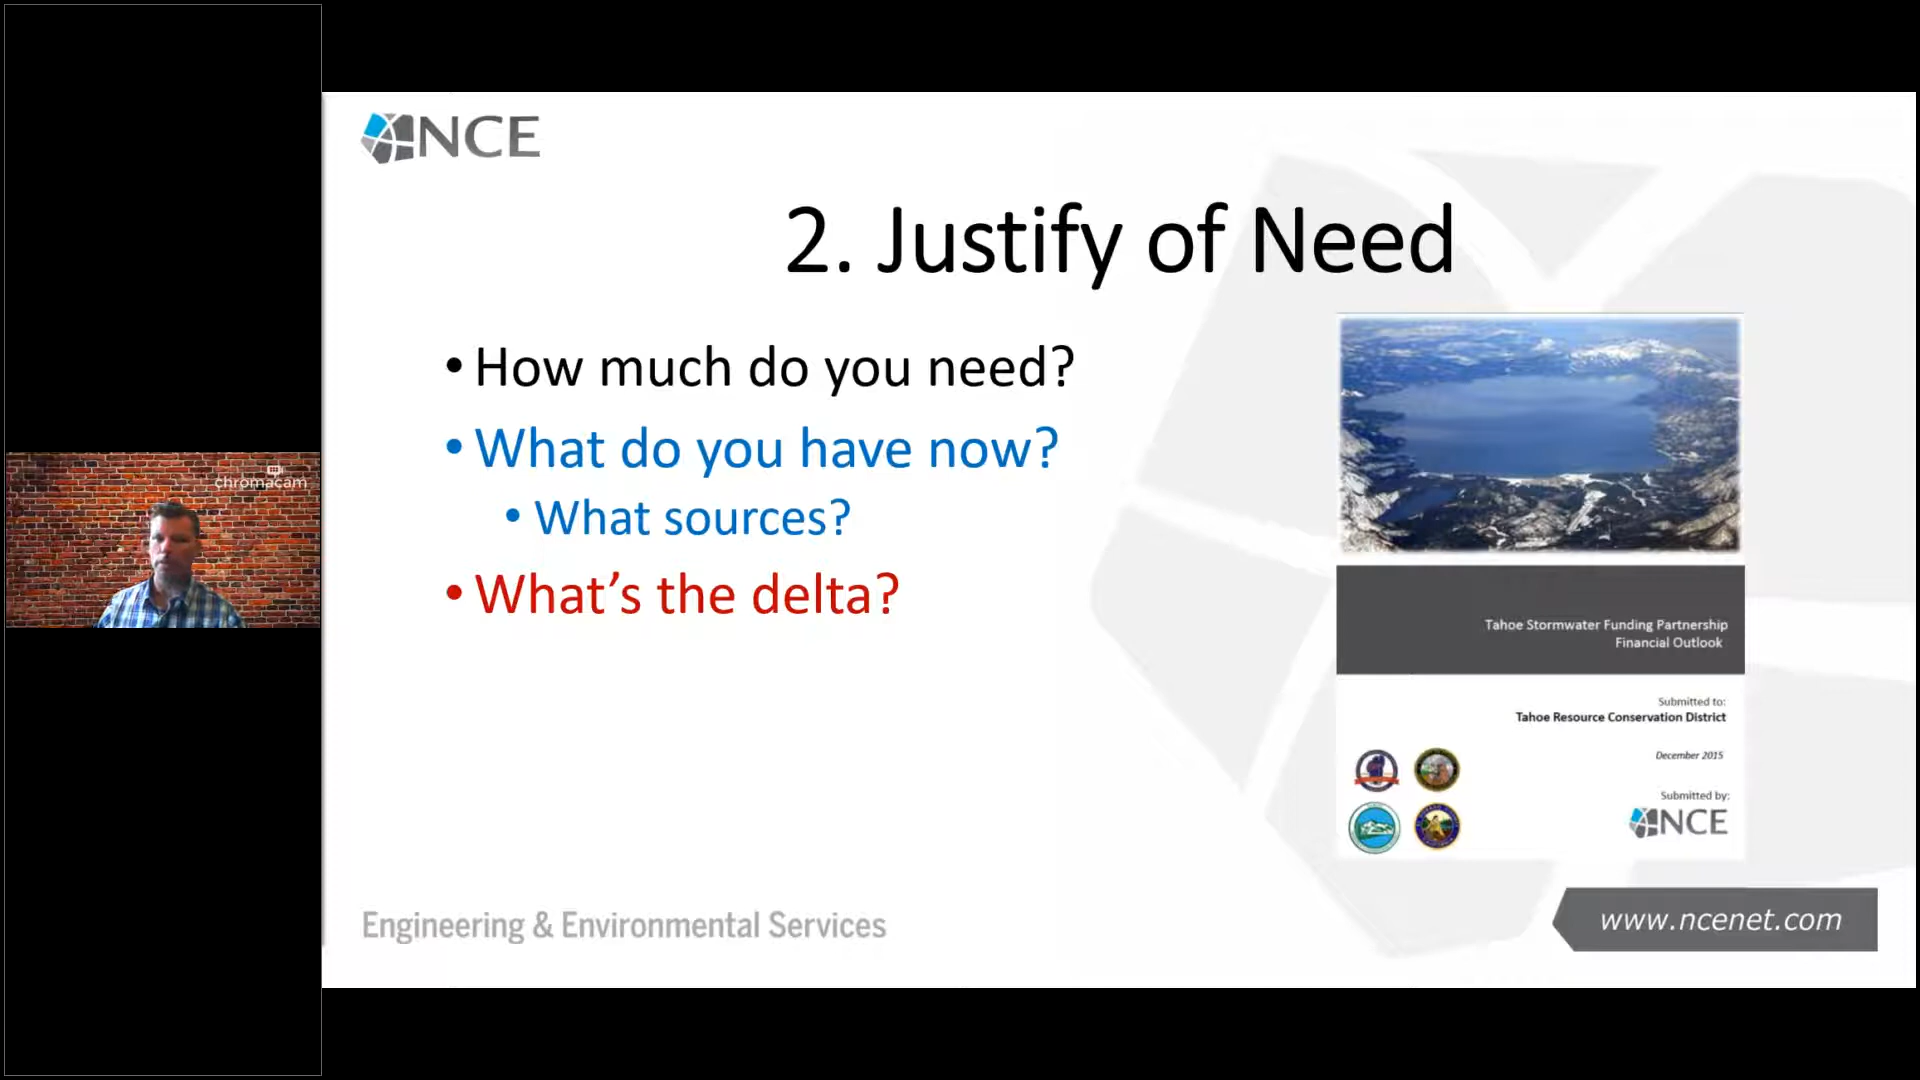 chromacam
NCE
2. Justify of Need
• How much do you need?
• What do you have now?
• What sources?
• What’s the delta?
Tahoe Stormwater Funding Partnership
Financial Outlook
Submitted to:
Tahoe Resource Conservation District
December 2015
Submitted by:
NCE
Engineering & Environmental Services
www.ncenet.com